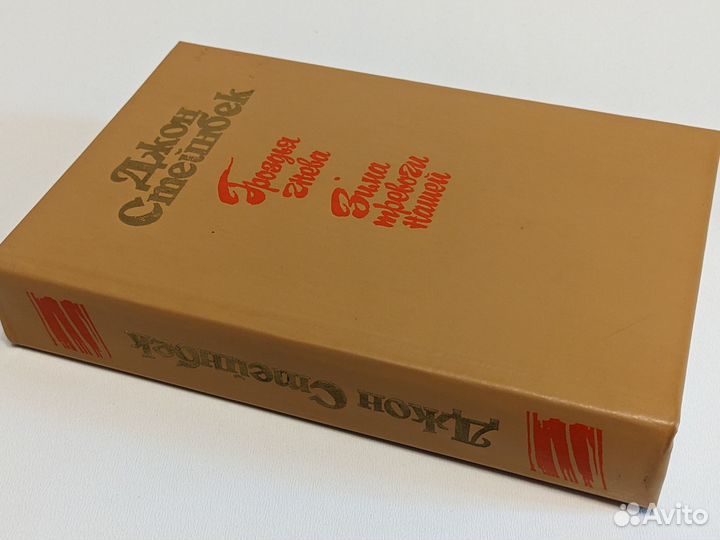 Джон
Стейнбек
Гроздья
гнева
Зима
тревоги
нашей
Джон Стейнбек
Avito